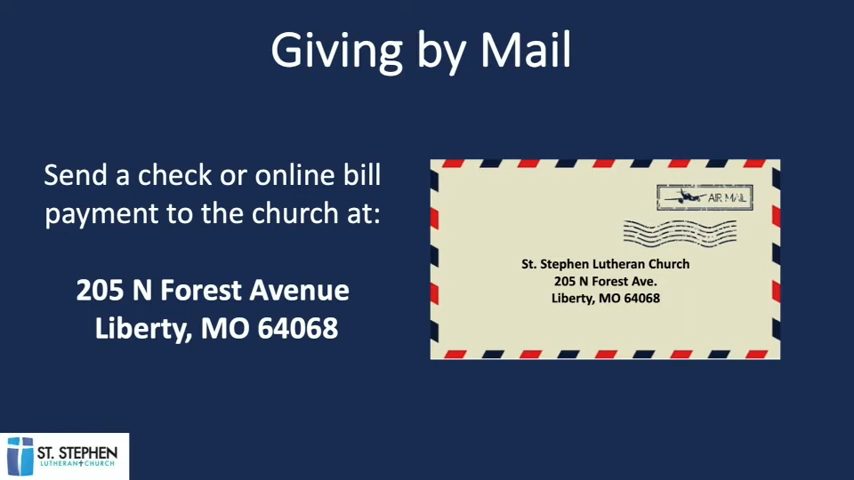 Giving by Mail
Send a check or online bill
payment to the church at:
205 N Forest Avenue
Liberty, MO 64068
AIR MAIL
St. Stephen Lutheran Church
205 N Forest Ave.
Liberty, MO 64068
ST. STEPHEN
LUTHERAN CHURCH